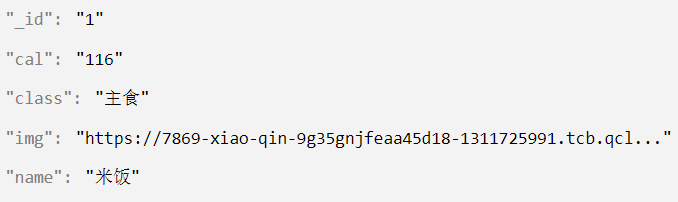 "_id": "1"
"cal": "116"
"class": "主食"
"img": "https://7869-xiao-qin-9g35gnjfeaa45d18-1311725991.tcb.qcl..."
"name": "米饭"